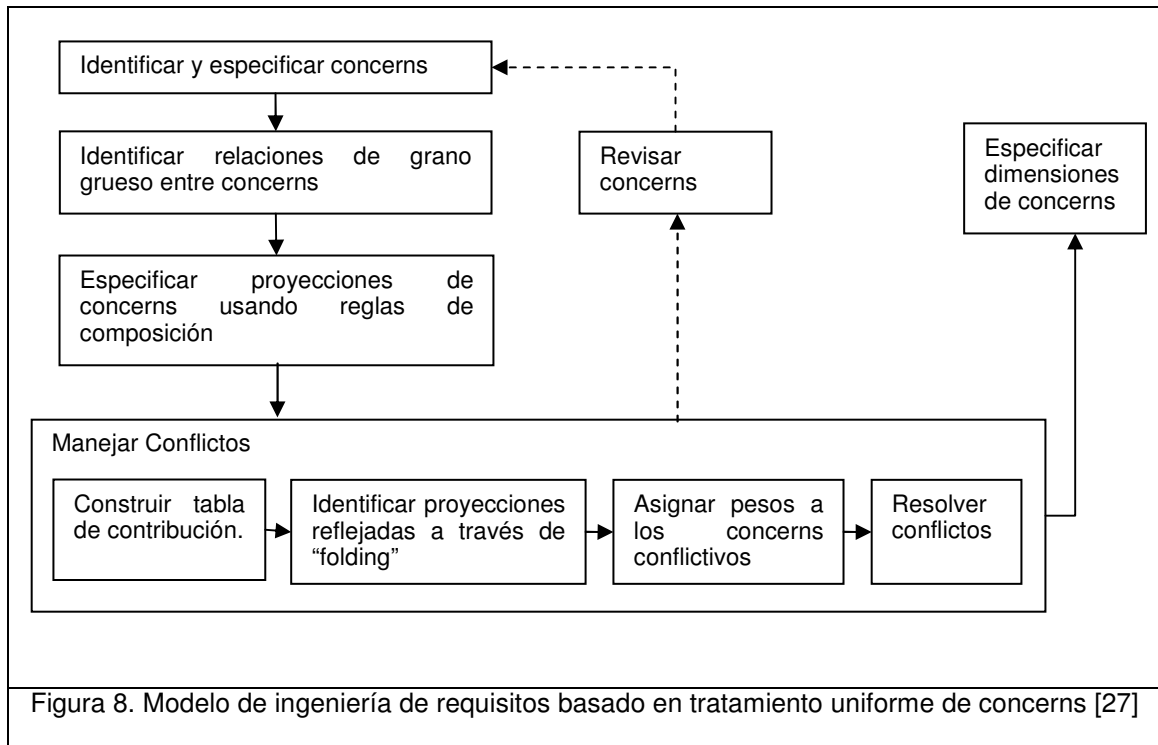 Identificar y especificar concerns
Identificar relaciones de grano
grueso entre concerns
Revisar
concerns
Especificar
dimensiones
de concerns
Especificar proyecciones de
concerns usando reglas de
composición
Manejar Conflictos
Construir tabla
de contribución.
Identificar proyecciones
reflejadas a través de
“folding”
Asignar pesos a
los concerns
conflictivos
Resolver
conflictos
Figura 8. Modelo de ingeniería de requisitos basado en tratamiento uniforme de concerns [27]